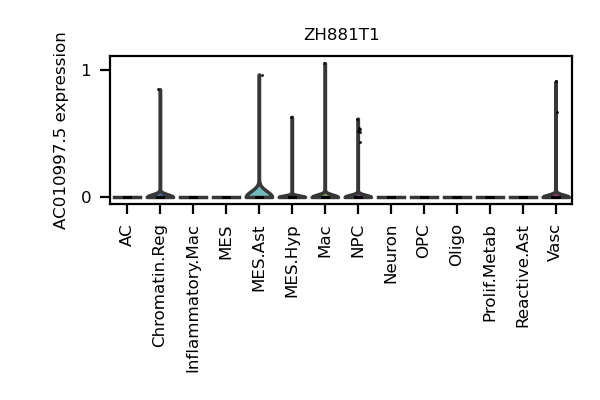 ZH881T1
AC010997.5 expression
1
0
AC
Chromatin.Reg
Inflammatory.Mac
MES
MES.Ast
MES.Hyp
Mac
NPC
Neuron
OPC
Oligo
Prolif.Metab
Reactive.Ast
Vasc